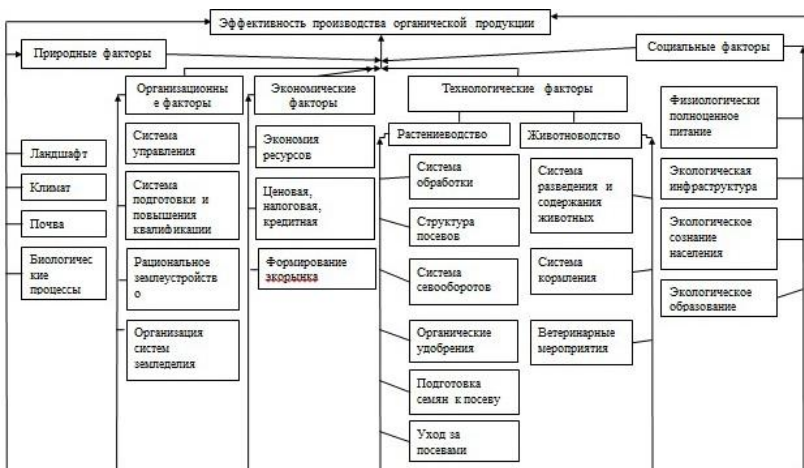 Эффективность производства органической продукции
Природные факторы
Социальные факторы
Организационны
е факторы
Экономические
факторы
Технологические факторы
Растениеводство
Животноводство
Ландшафт
Климат
Почва
Биологичес
кие
процессы
Система
управления
Система
подготовки и
повышения
квалификации
Рациональное
землеустройств
о
Организация
систем
земледелия
Экономия
ресурсов
Ценовая,
налоговая,
кредитная
Формирование
экорынка
Система
обработки
Структура
посевов
Система
севооборотов
Органические
удобрения
Подготовка
семян к посеву
Уход за
посевами
Система
разведения и
содержания
животных
Система
кормления
Ветеринарные
мероприятия
Физиологически
полноценное
питание
Экологическая
инфраструктура
Экологическое
сознание
населения
Экологическое
образование